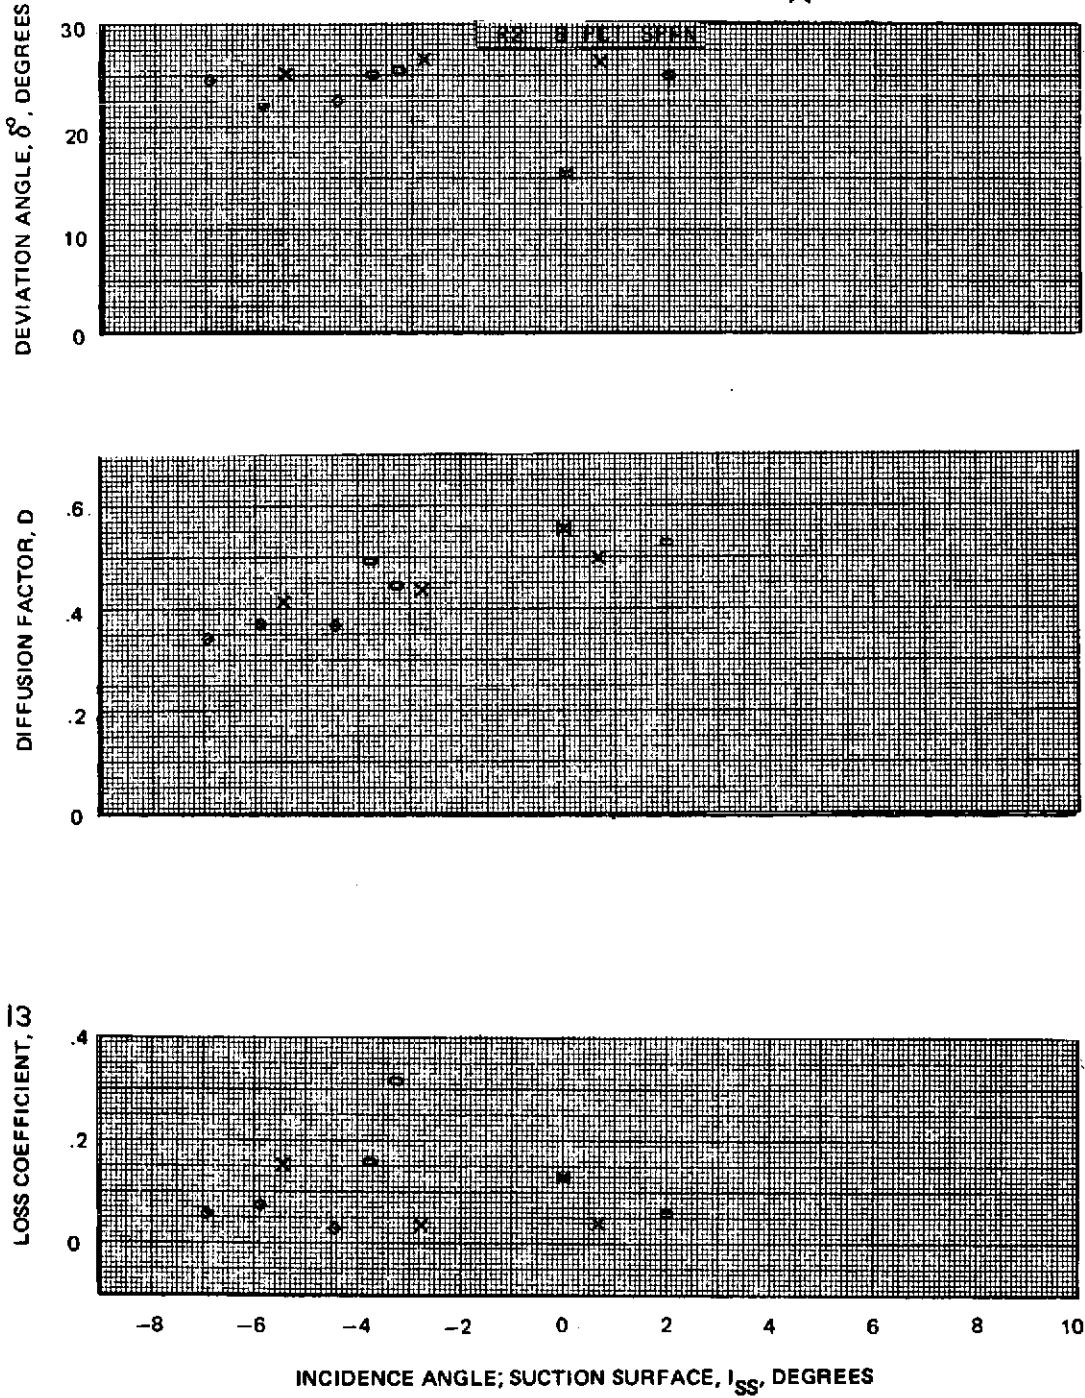 30
20
10
0
DEVIATION ANGLE, δ°, DEGREES
.6
.4
.2
0
DIFFUSION FACTOR, D
.4
.2
0
LOSS COEFFICIENT, ω̅
−8 −6 −4 −2 0 2 4 6 8 10
INCIDENCE ANGLE; SUCTION SURFACE, I_SS, DEGREES